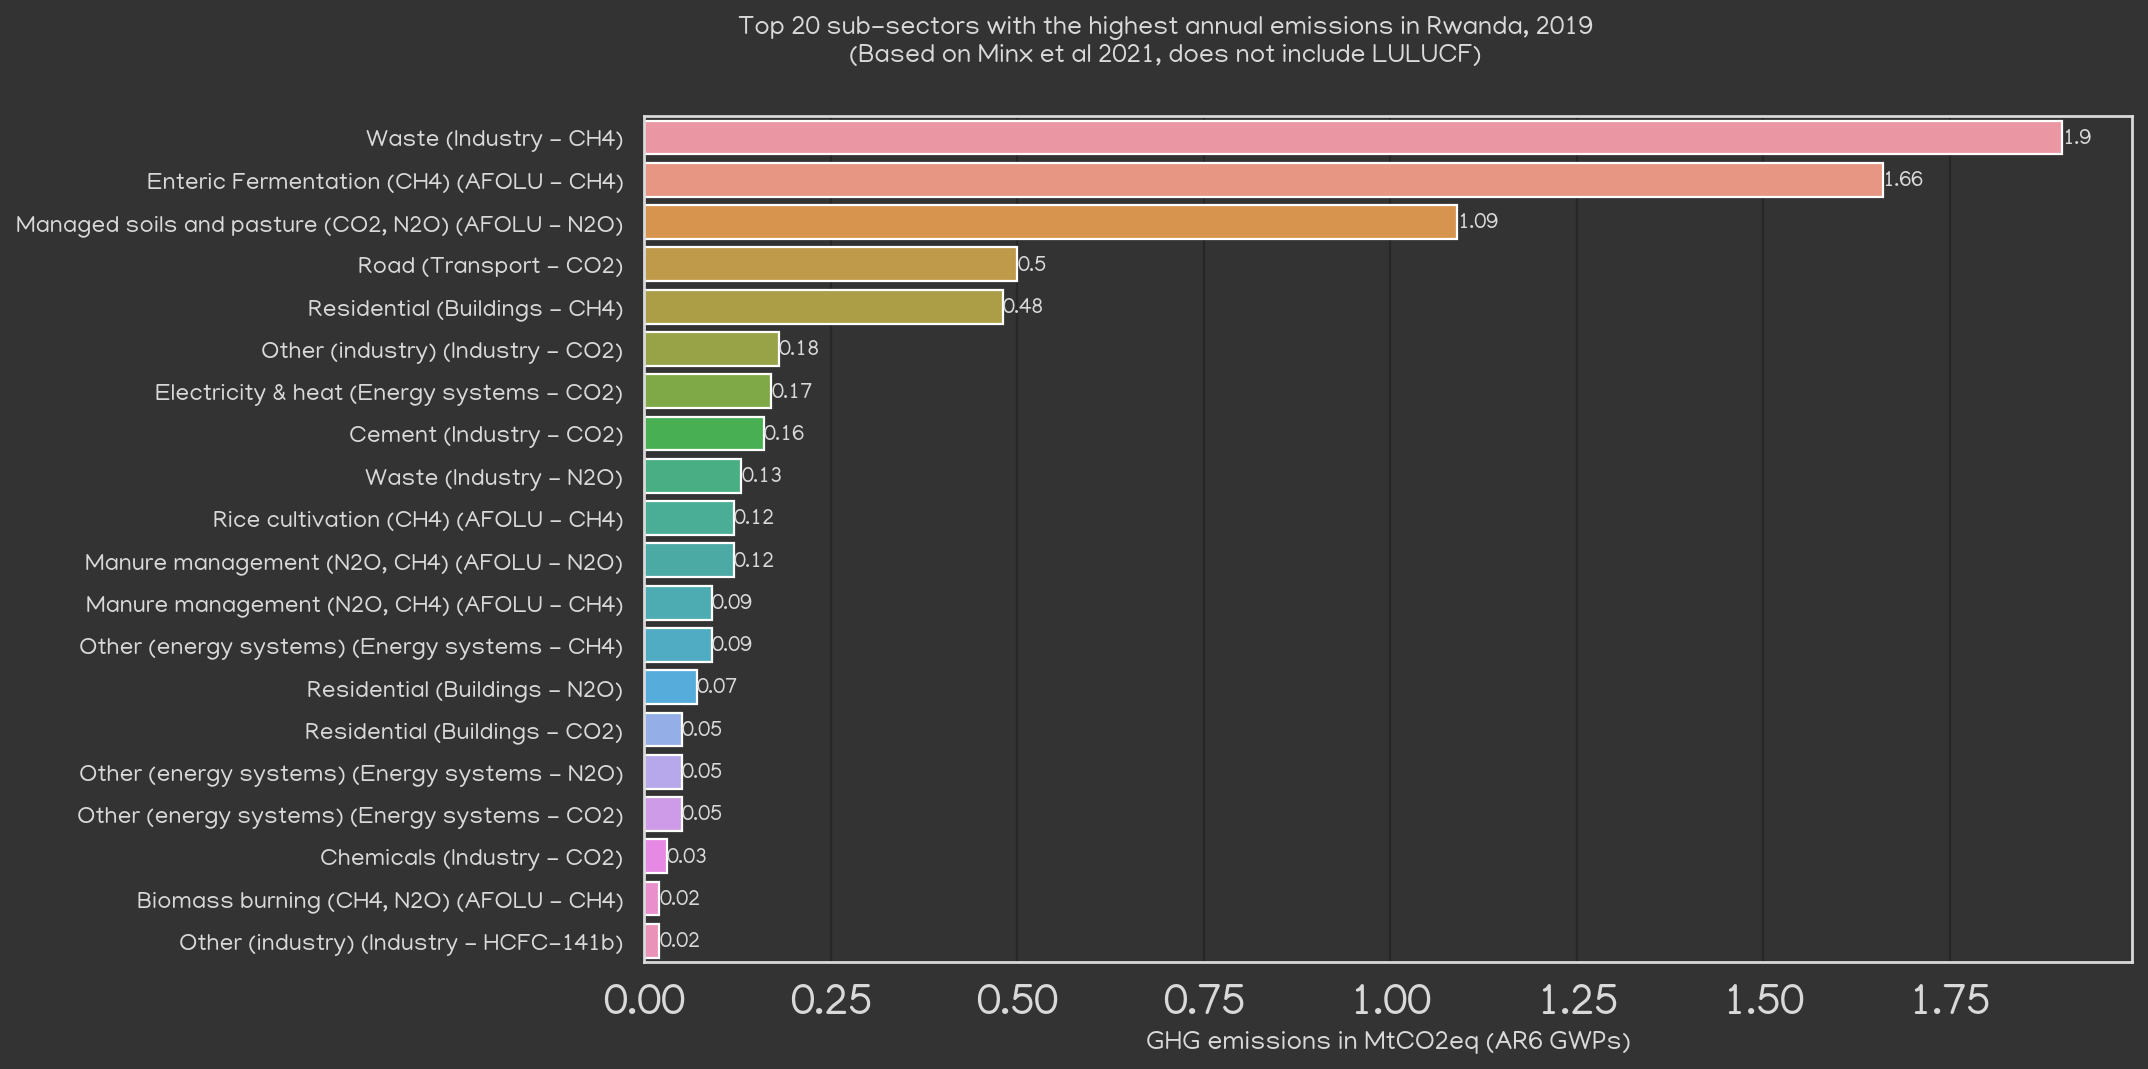 Top 20 sub-sectors with the highest annual emissions in Rwanda, 2019
(Based on Minx et al 2021, does not include LULUCF)
Waste (Industry - CH4) 1.9
Enteric Fermentation (CH4) (AFOLU - CH4) 1.66
Managed soils and pasture (CO2, N2O) (AFOLU - N2O) 1.09
Road (Transport - CO2) 0.5
Residential (Buildings - CH4) 0.48
Other (industry) (Industry - CO2) 0.18
Electricity & heat (Energy systems - CO2) 0.17
Cement (Industry - CO2) 0.16
Waste (Industry - N2O) 0.13
Rice cultivation (CH4) (AFOLU - CH4) 0.12
Manure management (N2O, CH4) (AFOLU - N2O) 0.12
Manure management (N2O, CH4) (AFOLU - CH4) 0.09
Other (energy systems) (Energy systems - CH4) 0.09
Residential (Buildings - N2O) 0.07
Residential (Buildings - CO2) 0.05
Other (energy systems) (Energy systems - N2O) 0.05
Other (energy systems) (Energy systems - CO2) 0.05
Chemicals (Industry - CO2) 0.03
Biomass burning (CH4, N2O) (AFOLU - CH4) 0.02
Other (industry) (Industry - HCFC-141b) 0.02
0.00 0.25 0.50 0.75 1.00 1.25 1.50 1.75
GHG emissions in MtCO2eq (AR6 GWPs)